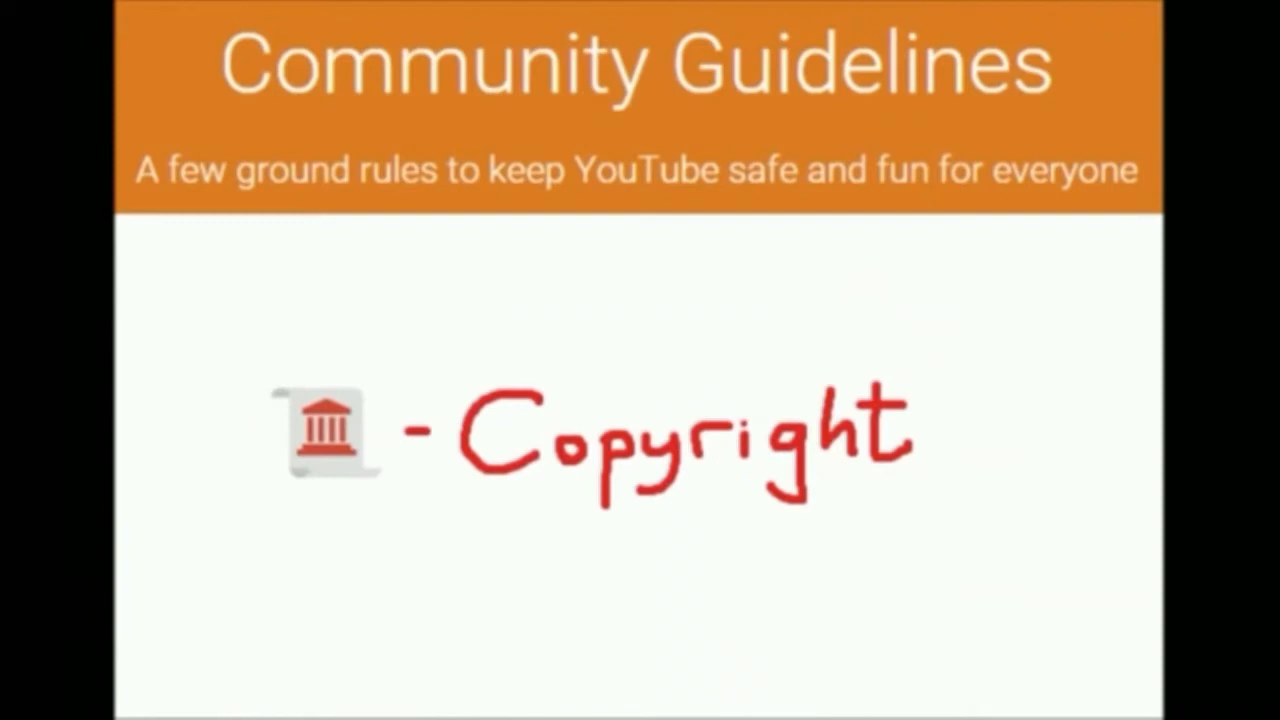 Community Guidelines
A few ground rules to keep YouTube safe and fun for everyone
- Copyright